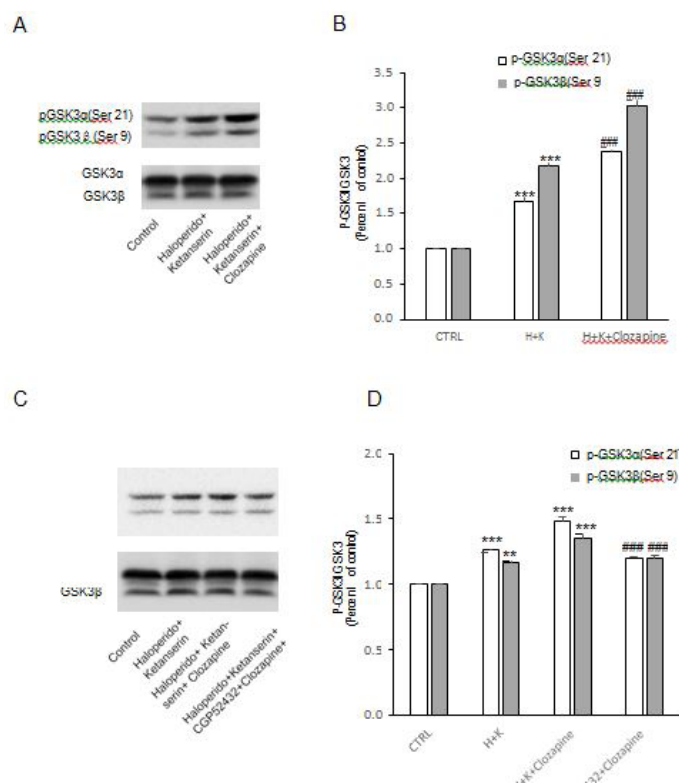 A
pGSK3α(Ser 21)
pGSK3 β (Ser 9)
GSK3α
GSK3β
Control
Haloperido+
Ketanserin
Haloperido+
Ketanserin+
Clozapine
B
p-GSK3α(Ser 21)
p-GSK3β(Ser 9
P-GSK3/GSK3
(Percent of control)
3.5
3.0
2.5
2.0
1.5
1.0
0.5
0.0
***
***
###
###
CTRL
H+K
H+K+Clozapine
C
GSK3β
Control
Haloperido+
Ketanserin
Haloperido+ Ketan-
serin+ Clozapine
Haloperido+Ketanserin+
CGP52432+Clozapine+
D
p-GSK3α(Ser 21
p-GSK3β(Ser 9)
P-GSK3/GSK3
(Percent of control)
2.0
1.5
1.0
0.5
0.0
***
**
***
***
###
###
CTRL
H+K
+K+Clozapine
32+Clozapine